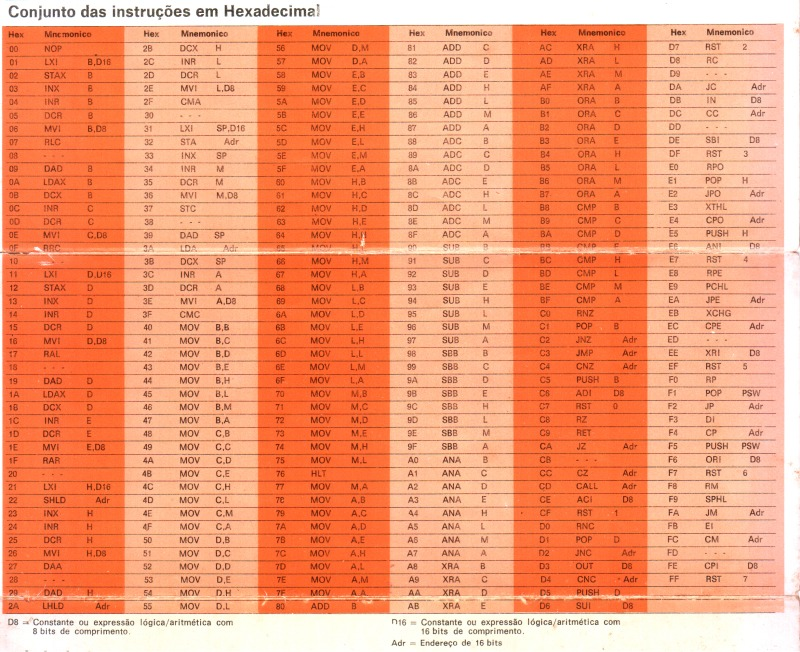 Conjunto das instruções em Hexadecimal
Hex Mnemonico Hex Mnemonico Hex Mnemonico Hex Mnemonico Hex Mnemonico Hex Mnemonico
00 NOP 2B DCX H 56 MOV D,M 81 ADD C AC XRA H D7 RST 2
01 LXI B,D16 2C INR L 57 MOV D,A 82 ADD D AD XRA L D8 RC
02 STAX B 2D DCR L 58 MOV E,B 83 ADD E AE XRA M D9 - - -
03 INX B 2E MVI L,D8 59 MOV E,C 84 ADD H AF XRA A DA JC Adr
04 INR B 2F CMA 5A MOV E,D 85 ADD L B0 ORA B DB IN D8
05 DCR B 30 - - - 5B MOV E,E 86 ADD M B1 ORA C DC CC Adr
06 MVI B,D8 31 LXI SP,D16 5C MOV E,H 87 ADD A B2 ORA D DD - - -
07 RLC 32 STA Adr 5D MOV E,L 88 ADC B B3 ORA E DE SBI D8
08 - - - 33 INX SP 5E MOV E,M 89 ADC C B4 ORA H DF RST 3
09 DAD B 34 INR M 5F MOV E,A 8A ADC D B5 ORA L E0 RPO
0A LDAX B 35 DCR M 60 MOV H,B 8B ADC E B6 ORA M E1 POP H
0B DCX B 36 MVI M,D8 61 MOV H,C 8C ADC H B7 ORA A E2 JPO Adr
0C INR C 37 STC 62 MOV H,D 8D ADC L B8 CMP B E3 XTHL
0D DCR C 38 - - - 63 MOV H,E 8E ADC M B9 CMP C E4 CPO Adr
0E MVI C,D8 39 DAD SP 64 MOV H,H 8F ADC A BA CMP D E5 PUSH H
0F RRC 3A LDA Adr 65 MOV H,L 90 SUB B BB CMP E E6 ANI D8
10 - - - 3B DCX SP 66 MOV H,M 91 SUB C BC CMP H E7 RST 4
11 LXI D,D16 3C INR A 67 MOV H,A 92 SUB D BD CMP L E8 RPE
12 STAX D 3D DCR A 68 MOV L,B 93 SUB E BE CMP M E9 PCHL
13 INX D 3E MVI A,D8 69 MOV L,C 94 SUB H BF CMP A EA JPE Adr
14 INR D 3F CMC 6A MOV L,D 95 SUB L C0 RNZ EB XCHG
15 DCR D 40 MOV B,B 6B MOV L,E 96 SUB M C1 POP B EC CPE Adr
16 MVI D,D8 41 MOV B,C 6C MOV L,H 97 SUB A C2 JNZ Adr ED - - -
17 RAL 42 MOV B,D 6D MOV L,L 98 SBB B C3 JMP Adr EE XRI D8
18 - - - 43 MOV B,E 6E MOV L,M 99 SBB C C4 CNZ Adr EF RST 5
19 DAD D 44 MOV B,H 6F MOV L,A 9A SBB D C5 PUSH B F0 RP
1A LDAX D 45 MOV B,L 70 MOV M,B 9B SBB E C6 ADI D8 F1 POP PSW
1B DCX D 46 MOV B,M 71 MOV M,C 9C SBB H C7 RST 0 F2 JP Adr
1C INR E 47 MOV B,A 72 MOV M,D 9D SBB L C8 RZ F3 DI
1D DCR E 48 MOV C,B 73 MOV M,E 9E SBB M C9 RET F4 CP Adr
1E MVI E,D8 49 MOV C,C 74 MOV M,H 9F SBB A CA JZ Adr F5 PUSH PSW
1F RAR 4A MOV C,D 75 MOV M,L A0 ANA B CB - - - F6 ORI D8
20 - - - 4B MOV C,E 76 HLT A1 ANA C CC CZ Adr F7 RST 6
21 LXI H,D16 4C MOV C,H 77 MOV M,A A2 ANA D CD CALL Adr F8 RM
22 SHLD Adr 4D MOV C,L 78 MOV A,B A3 ANA E CE ACI D8 F9 SPHL
23 INX H 4E MOV C,M 79 MOV A,C A4 ANA H CF RST 1 FA JM Adr
24 INR H 4F MOV C,A 7A MOV A,D A5 ANA L D0 RNC FB EI
25 DCR H 50 MOV D,B 7B MOV A,E A6 ANA M D1 POP D FC CM Adr
26 MVI H,D8 51 MOV D,C 7C MOV A,H A7 ANA A D2 JNC Adr FD - - -
27 DAA 52 MOV D,D 7D MOV A,L A8 XRA B D3 OUT D8 FE CPI D8
28 - - - 53 MOV D,E 7E MOV A,M A9 XRA C D4 CNC Adr FF RST 7
29 DAD H 54 MOV D,H 7F MOV A,A AA XRA D D5 PUSH D
2A LHLD Adr 55 MOV D,L 80 ADD B AB XRA E D6 SUI D8
D8 = Constante ou expressão lógica/aritmética com
8 bits de comprimento.
D16 = Constante ou expressão lógica/aritmética com
16 bits de comprimento.
Adr = Endereço de 16 bits